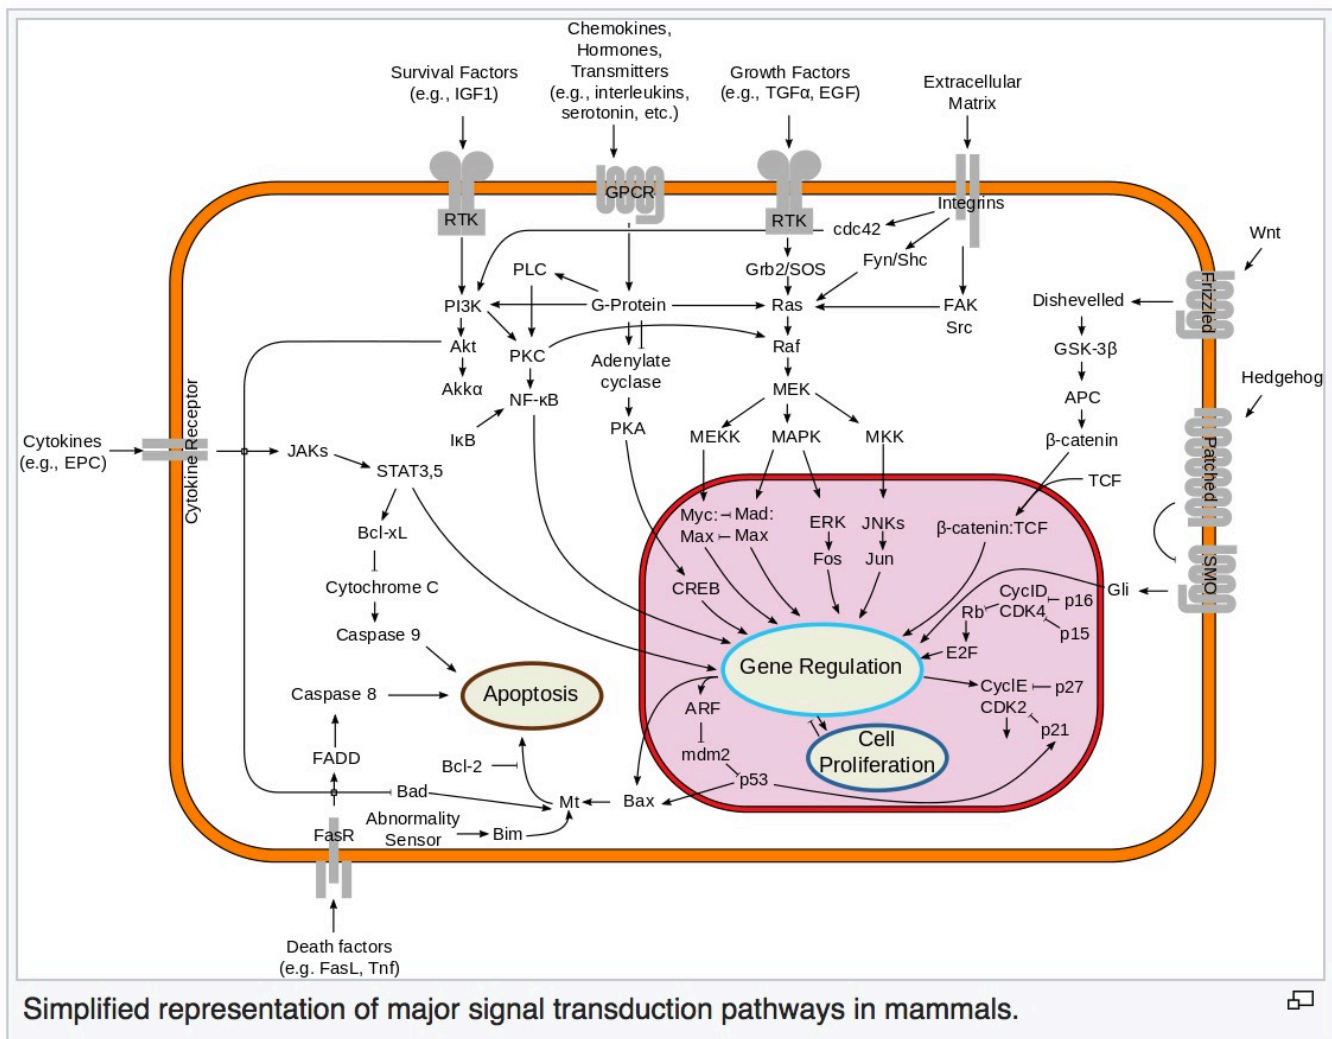 Chemokines,
Hormones,
Transmitters
(e.g., interleukins,
serotonin, etc.)
Survival Factors
(e.g., IGF1)
Growth Factors
(e.g., TGFα, EGF)
Extracellular
Matrix
RTK
GPCR
RTK
Integrins
cdc42
Wnt
PLC
Grb2/SOS
Fyn/Shc
Frizzled
PI3K
G-Protein
Ras
FAK
Src
Dishevelled
Akt
PKC
Adenylate
cyclase
Raf
GSK-3β
Akkα
NF-κB
MEK
APC
Hedgehog
IκB
PKA
MEKK
MAPK
MKK
β-catenin
Cytokines
(e.g., EPC)
Cytokine Receptor
JAKs
STAT3,5
TCF
Patched
Bcl-xL
Myc:
Max
Mad:
Max
ERK
JNKs
β-catenin:TCF
Fos
Jun
Cytochrome C
CREB
SMO
Gli
CycID
CDK4
p16
Rb
p15
Caspase 9
E2F
Gene Regulation
Caspase 8
Apoptosis
ARF
CyclE
CDK2
p27
p21
FADD
Bcl-2
mdm2
Cell
Proliferation
p53
Bad
Mt
Bax
Abnormality
Sensor
Bim
FasR
Death factors
(e.g. FasL, Tnf)
Simplified representation of major signal transduction pathways in mammals.